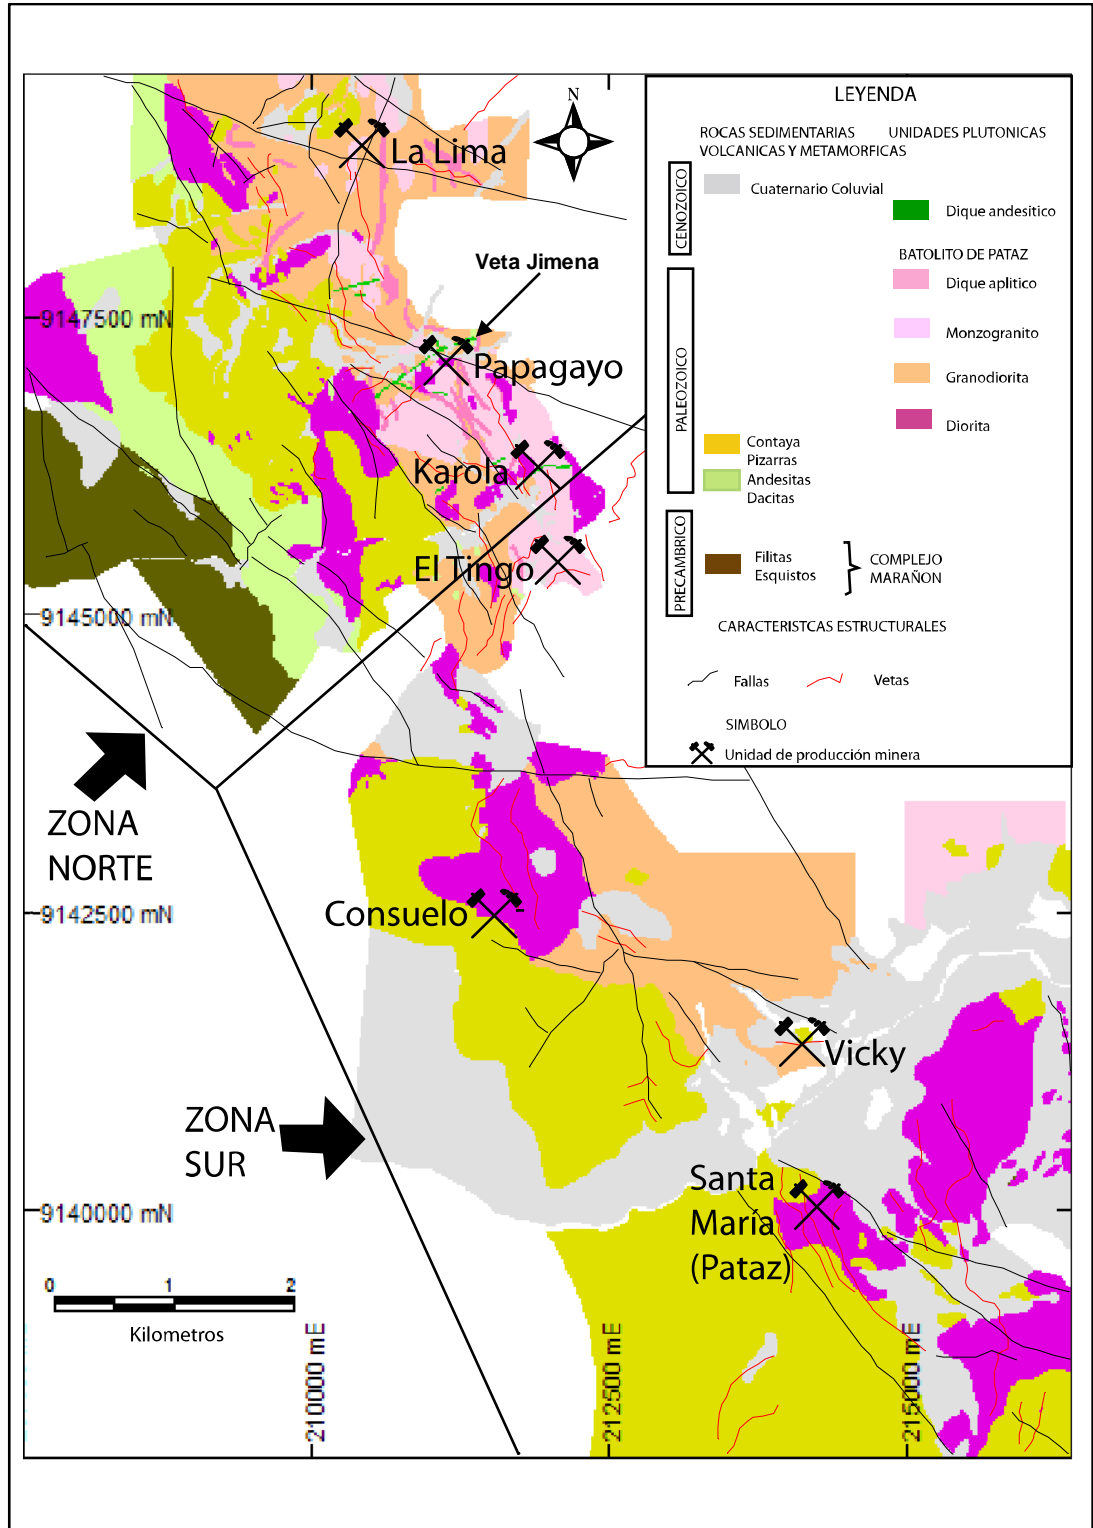 LEYENDA
ROCAS SEDIMENTARIAS
VOLCANICAS Y METAMORFICAS
UNIDADES PLUTONICAS
CENOZOICO
Cuaternario Coluvial
Dique andesitico
BATOLITO DE PATAZ
PALEOZOICO
Dique aplitico
Monzogranito
Granodiorita
Diorita
Contaya
Pizarras
Andesitas
Dacitas
PRECAMBRICO
Filitas
Esquistos
COMPLEJO
MARAÑON
CARACTERISTCAS ESTRUCTURALES
Fallas
Vetas
SIMBOLO
Unidad de producción minera
N
La Lima
Veta Jimena
9147500 mN
Papagayo
Karola
El Tingo
9145000 mN
ZONA
NORTE
Consuelo
9142500 mN
Vicky
ZONA
SUR
Santa
María
(Pataz)
9140000 mN
0 1 2
Kilometros
210000 mE
212500 mE
215000 mE